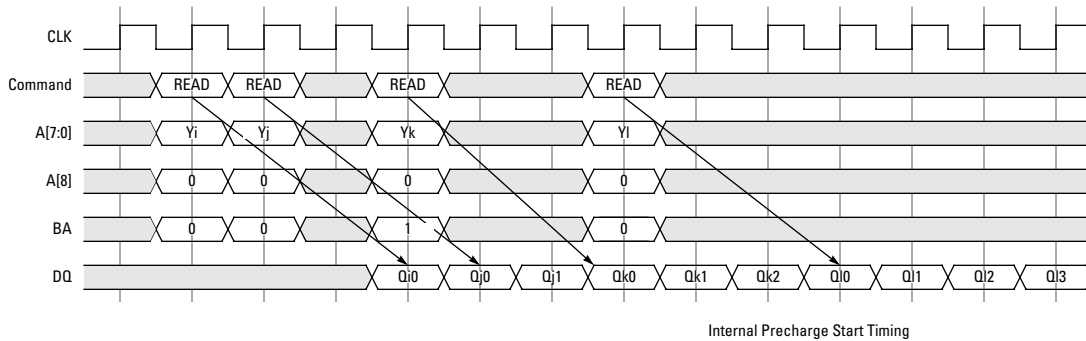 CLK
Command READ READ READ READ
A[7:0] Yi Yj Yk Yl
A[8] 0 0 0 0
BA 0 0 1 0
DQ Qi0 Qj0 Qj1 Qk0 Qk1 Qk2 Ql0 Ql1 Ql2 Ql3
Internal Precharge Start Timing